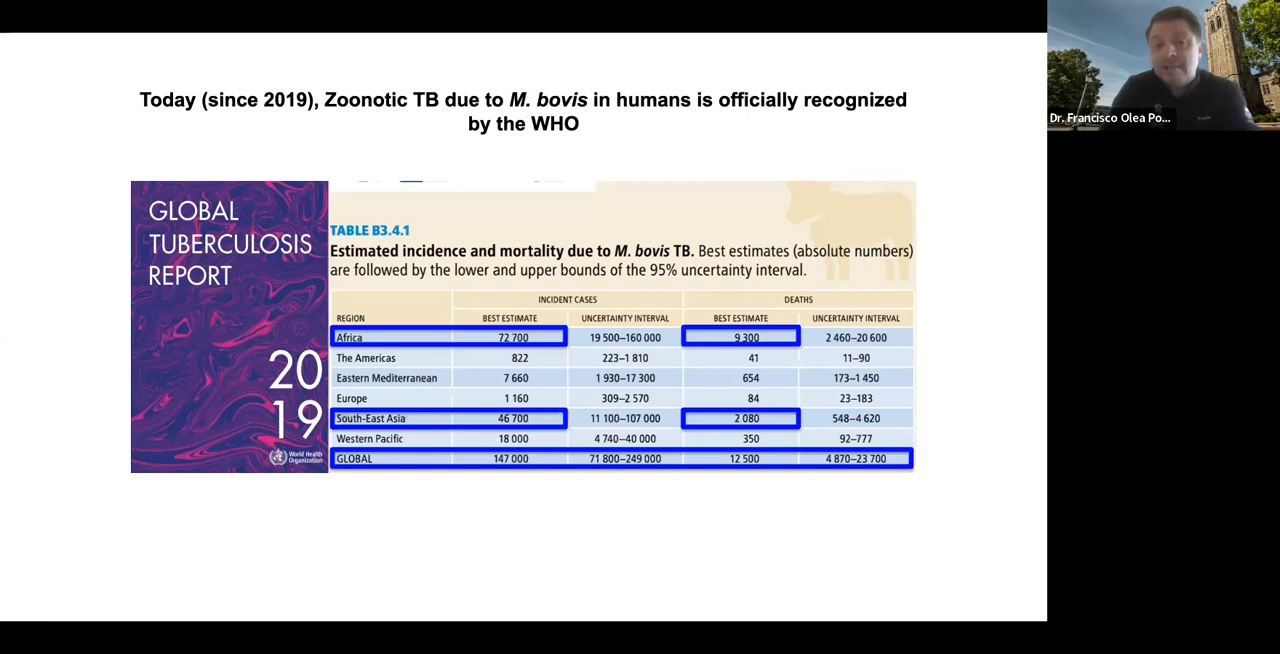 Today (since 2019), Zoonotic TB due to M. bovis in humans is officially recognized
by the WHO
GLOBAL
TUBERCULOSIS
REPORT
20
19
World Health
Organization
TABLE B3.4.1
Estimated incidence and mortality due to M. bovis TB. Best estimates (absolute numbers)
are followed by the lower and upper bounds of the 95% uncertainty interval.
INCIDENT CASES DEATHS
REGION BEST ESTIMATE UNCERTAINTY INTERVAL BEST ESTIMATE UNCERTAINTY INTERVAL
Africa 72 700 19 500–160 000 9 300 2 460–20 600
The Americas 822 223–1 810 41 11–90
Eastern Mediterranean 7 660 1 930–17 300 654 173–1 450
Europe 1 160 309–2 570 84 23–183
South-East Asia 46 700 11 100–107 000 2 080 548–4 620
Western Pacific 18 000 4 740–40 000 350 92–777
GLOBAL 147 000 71 800–249 000 12 500 4 870–23 700
Dr. Francisco Olea Po...